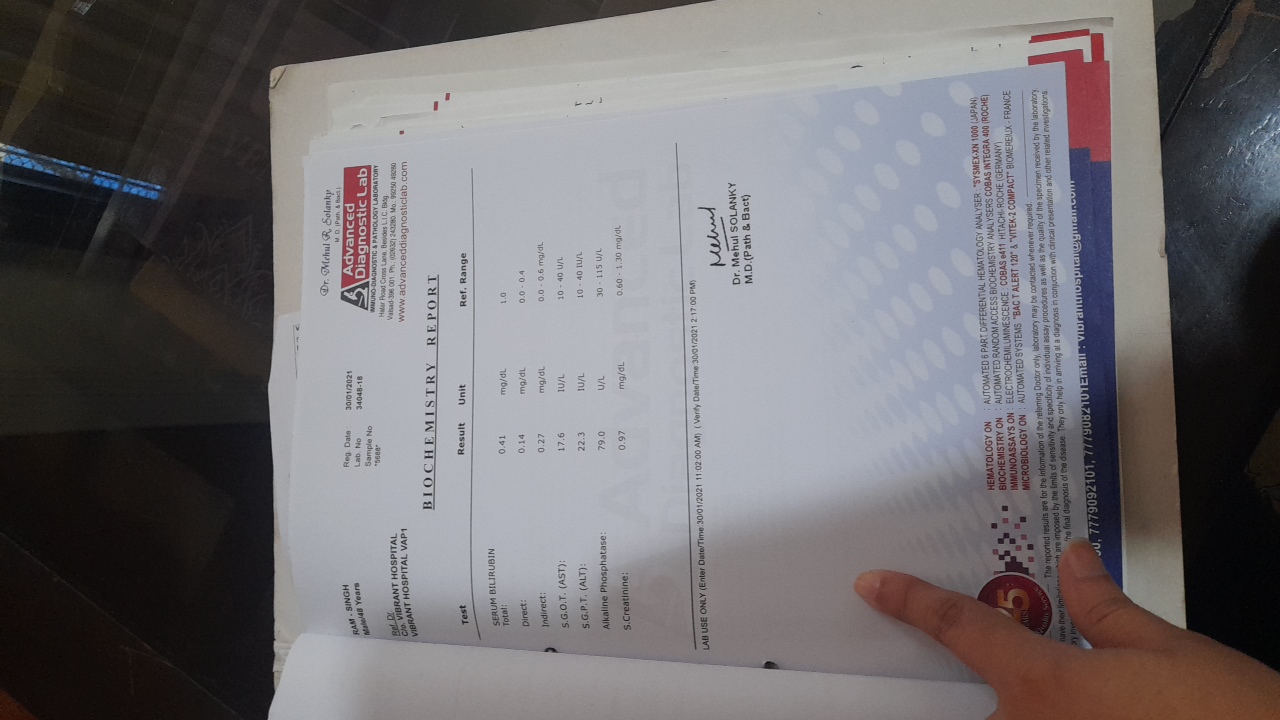 RAM - SINGH
Male/48 Years
Reg. Date : 30/01/2021
Lab. No 34048-18
Sample No
"5688"
Ref. Dr
C/o. VIBRANT HOSPITAL
VIBRANT HOSPITAL VAP1
Dr. Mehul R. Solanky
M. D. (Path. & Bact.)
Advanced
Diagnostic Lab
IMMUNO-DIAGNOSTIC & PATHOLOGY LABORATORY
Halar Road Cross Lane, Besides L.I.C. Bldg.
Valsad-396 001. Ph.: (02632) 243280. Mo.: 99250 49280
www.advanceddiagnosticlab.com
BIOCHEMISTRY REPORT
Test Result Unit Ref. Range
SERUM BILIRUBIN
Total: 0.41 mg/dL 1.0
Direct: 0.14 mg/dL 0.0 - 0.4
Indirect: 0.27 mg/dL 0.0 - 0.6 mg/dL
S.G.O.T. (AST): 17.6 IU/L 10 - 40 U/L
S.G.P.T. (ALT): 22.3 IU/L 10 - 40 IU/L
Alkaline Phosphatase: 79.0 U/L 30 - 115 U/L
S.Creatinine: 0.97 mg/dL 0.60 - 1.30 mg/dL
Advanced
Diagnostic Lab
LAB USE ONLY (Enter Date/Time:30/01/2021 11:02:00 AM) ( Verify Date/Time:30/01/2021 2:17:00 PM)
Mehul
Dr. Mehul SOLANKY
M.D.(Path & Bact)
HEMATOLOGY ON : AUTOMATED 6 PART DIFFERENTIAL HEMATOLOGY ANALYSER : "SYSMEX-XN 1000 (JAPAN)
BIOCHEMISTRY ON : AUTOMATED RANDOM ACCESS BIOCHEMISTRY ANALYSERS COBAS INTEGRA 400 (ROCHE)
IMMUNOASSAYS ON : ELECTROCHEMILUMINESCENCE : COBAS e411 HITACHI-ROCHE (GERMANY)
MICROBIOLOGY ON : AUTOMATED SYSTEMS "BAC T ALERT 120" & "VITEK-2 COMPACT" BIOMEREIUX - FRANCE
The reported results are for the information of the referring Doctor only, laboratory may be contacted whenever required.
have their limitations which are imposed by the limits of sensitivity and specificity of individual assay procedures as well as the quality of the specimen received by the laboratory.
the final diagnosis of the disease. They only help in arriving at a diagnosis in conjuction with clinical presentation and other related investigations.
7779092101, 7779082101Email : vibranthospital@gmail.com